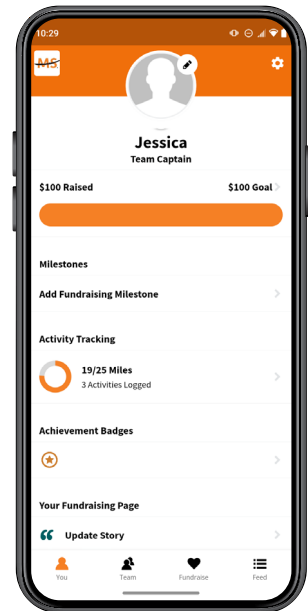 10:29
MS
Jessica
Team Captain
$100 Raised $100 Goal
Milestones
Add Fundraising Milestone
Activity Tracking
19/25 Miles
3 Activities Logged
Achievement Badges
Your Fundraising Page
Update Story
You Team Fundraise Feed